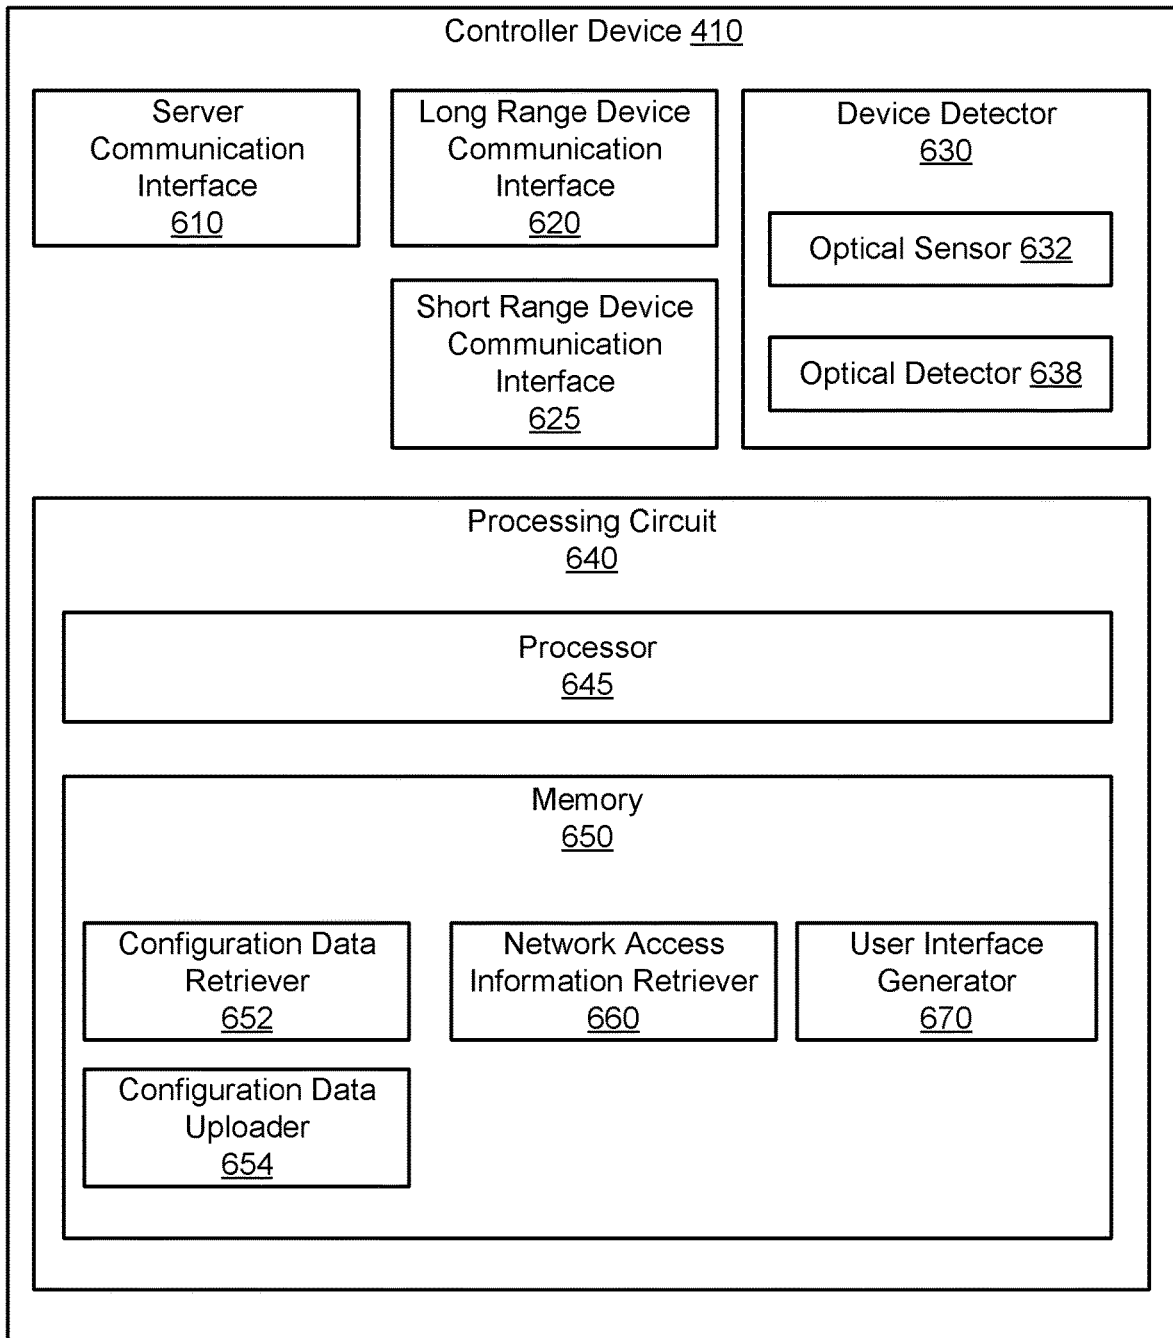 Controller Device 410
Server
Communication
Interface
610
Long Range Device
Communication
Interface
620
Short Range Device
Communication
Interface
625
Device Detector
630
Optical Sensor 632
Optical Detector 638
Processing Circuit
640
Processor
645
Memory
650
Configuration Data
Retriever
652
Network Access
Information Retriever
660
User Interface
Generator
670
Configuration Data
Uploader
654